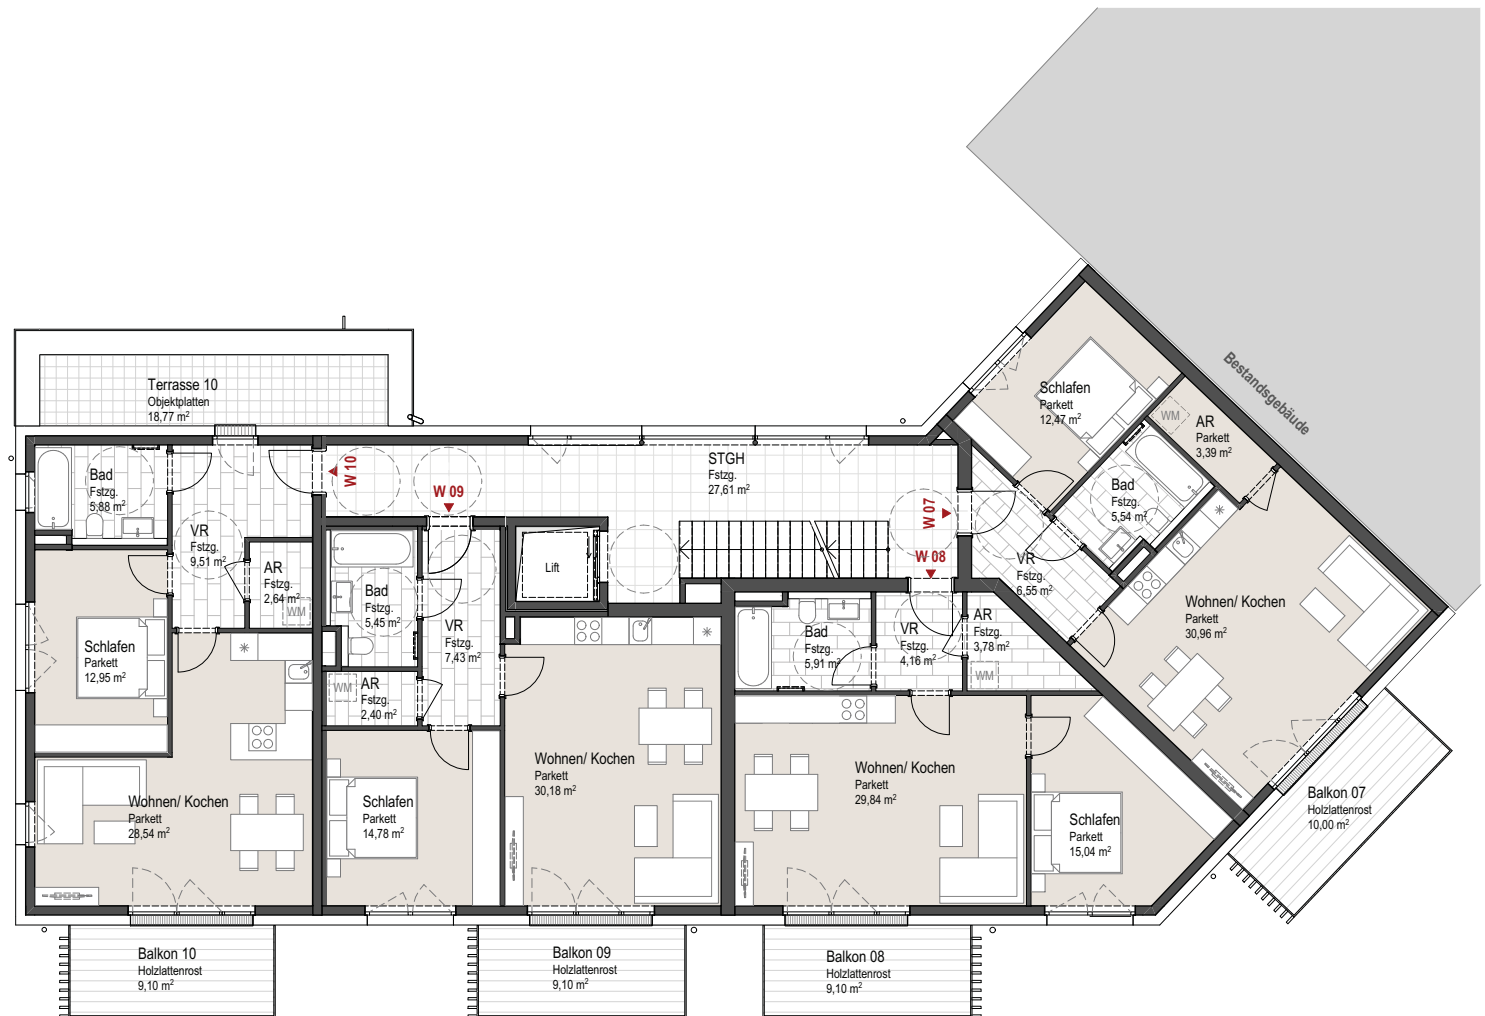 Bestandsgebäude
Terrasse 10
Objektplatten
18,77 m²
Schlafen
Parkett
12,47 m²
WM
AR
Parkett
3,39 m²
Bad
Fstzg.
5,54 m²
STGH
Fstzg.
27,61 m²
W 10
W 09
W 07
W 08
Bad
Fstzg.
5,88 m²
VR
Fstzg.
9,51 m²
AR
Fstzg.
2,64 m²
WM
Schlafen
Parkett
12,95 m²
Wohnen/ Kochen
Parkett
28,54 m²
Bad
Fstzg.
5,45 m²
VR
Fstzg.
7,43 m²
WM
AR
Fstzg.
2,40 m²
Schlafen
Parkett
14,78 m²
Lift
Wohnen/ Kochen
Parkett
30,18 m²
Bad
Fstzg.
5,91 m²
VR
Fstzg.
4,16 m²
AR
Fstzg.
3,78 m²
WM
Wohnen/ Kochen
Parkett
29,84 m²
Schlafen
Parkett
15,04 m²
VR
Fstzg.
6,55 m²
Wohnen/ Kochen
Parkett
30,96 m²
Balkon 07
Holzlattenrost
10,00 m²
Balkon 10
Holzlattenrost
9,10 m²
Balkon 09
Holzlattenrost
9,10 m²
Balkon 08
Holzlattenrost
9,10 m²